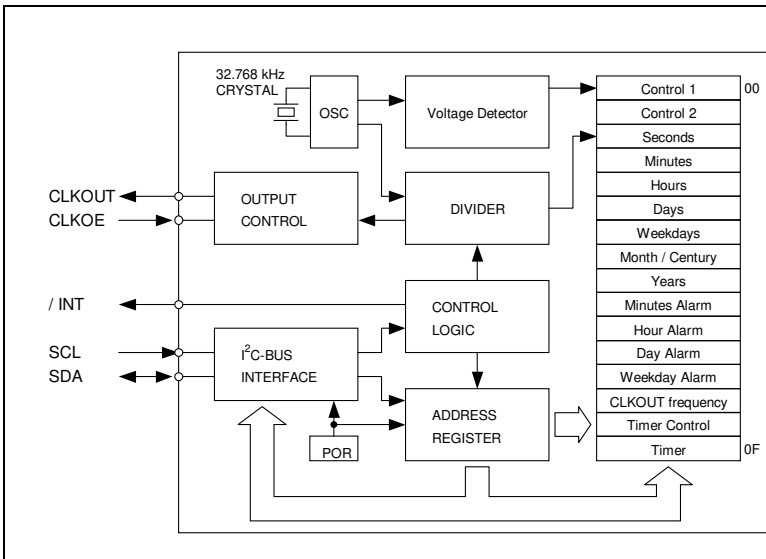 32.768 kHz
CRYSTAL
OSC
Voltage Detector
CLKOUT
CLKOE
OUTPUT
CONTROL
DIVIDER
/ INT
CONTROL
LOGIC
SCL
SDA
I²C-BUS
INTERFACE
ADDRESS
REGISTER
POR
Control 1 00
Control 2
Seconds
Minutes
Hours
Days
Weekdays
Month / Century
Years
Minutes Alarm
Hour Alarm
Day Alarm
Weekday Alarm
CLKOUT frequency
Timer Control
Timer 0F